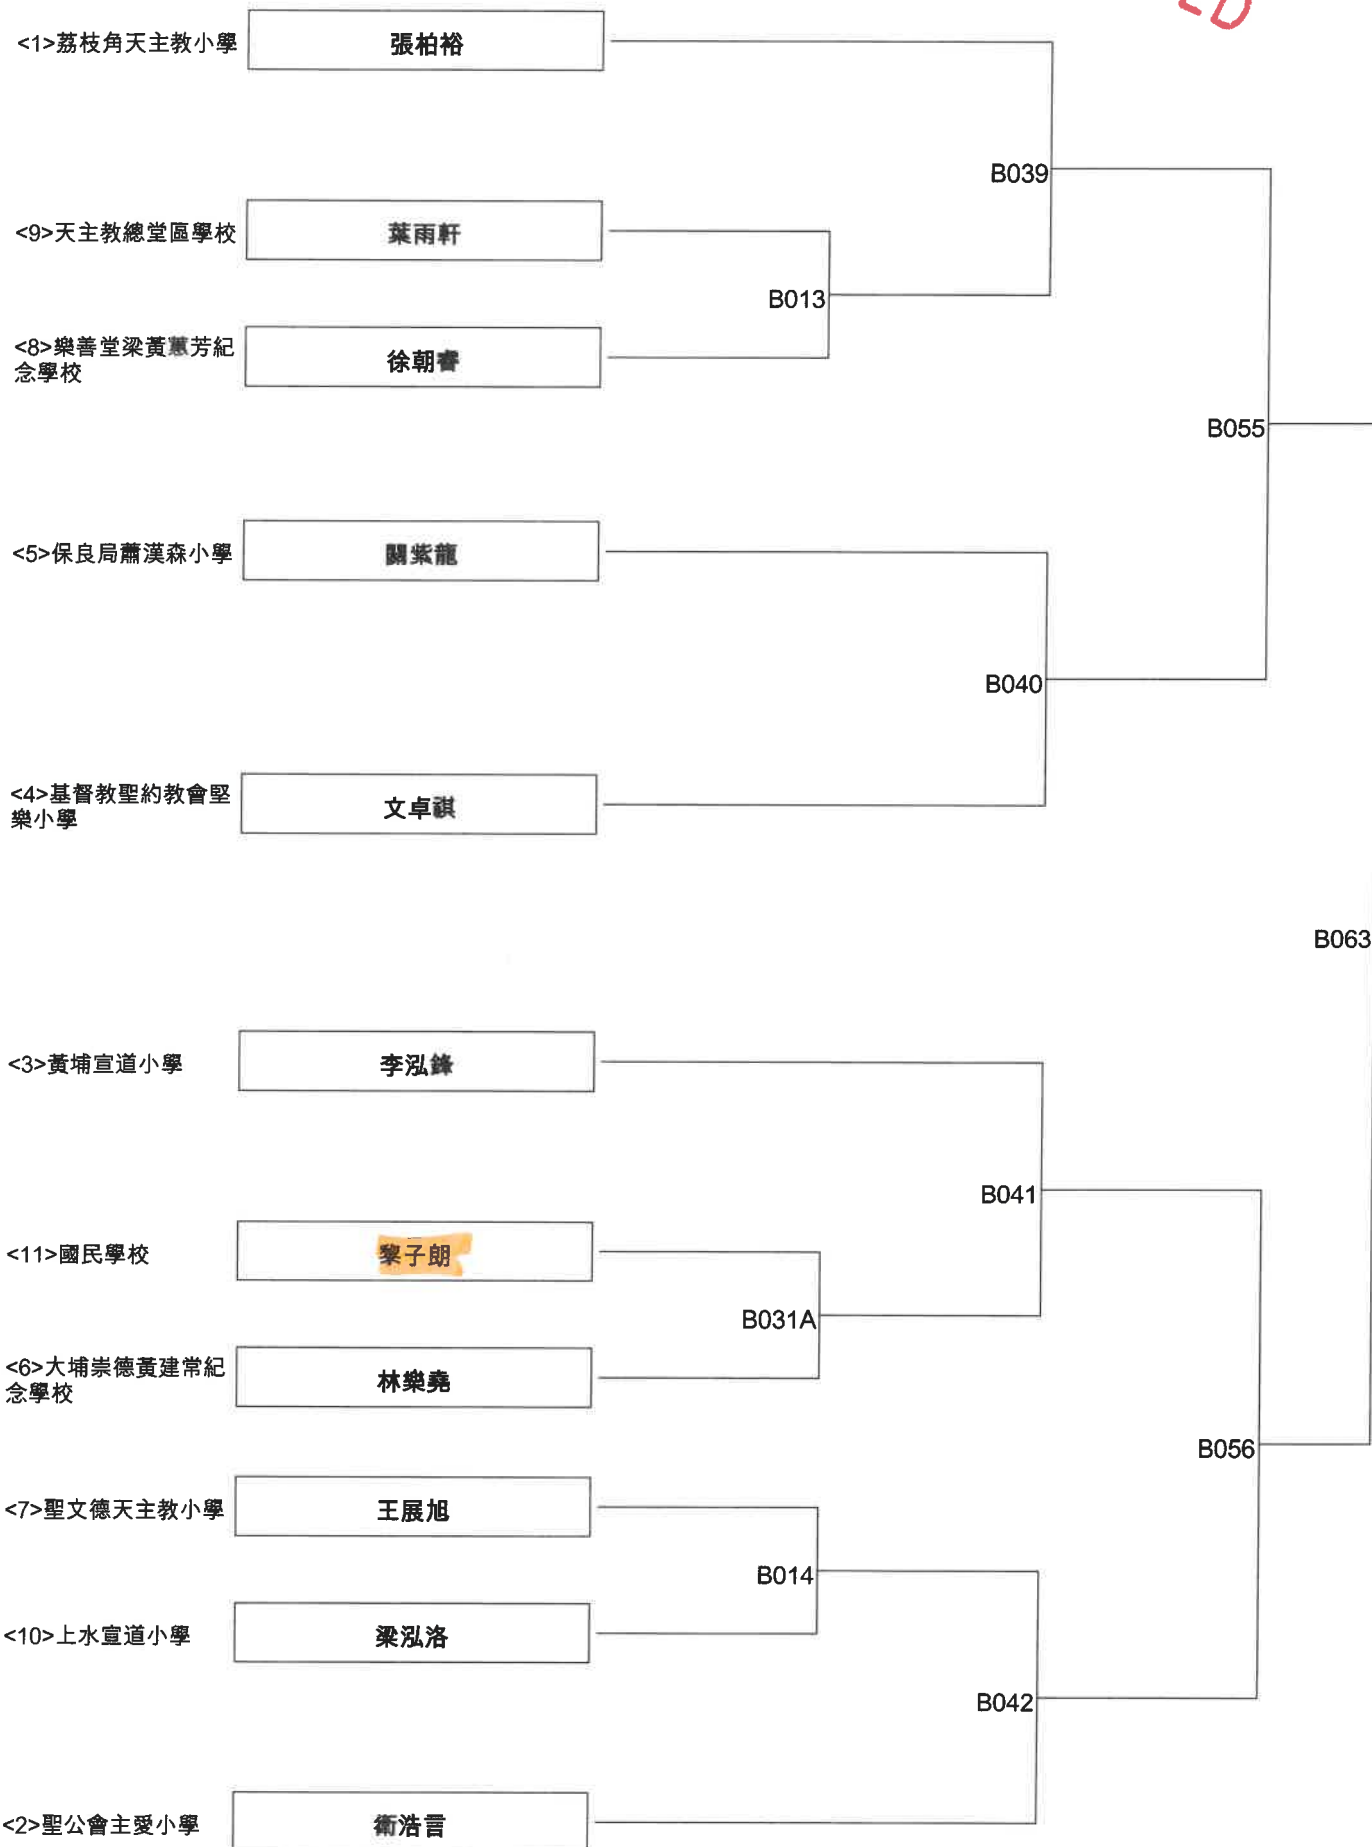 ED
<1>荔枝角天主教小學
張柏裕
B039
<9>天主教總堂區學校
葉雨軒
B013
<8>樂善堂梁黃蕙芳紀
念學校
徐朝睿
B055
<5>保良局蕭漢森小學
關紫龍
B040
<4>基督教聖約教會堅
樂小學
文卓祺
B063
<3>黃埔宣道小學
李泓鋒
B041
<11>國民學校
黎子朗
B031A
<6>大埔崇德黃建常紀
念學校
林樂堯
B056
<7>聖文德天主教小學
王展旭
B014
<10>上水宣道小學
梁泓洛
B042
<2>聖公會主愛小學
衛浩言